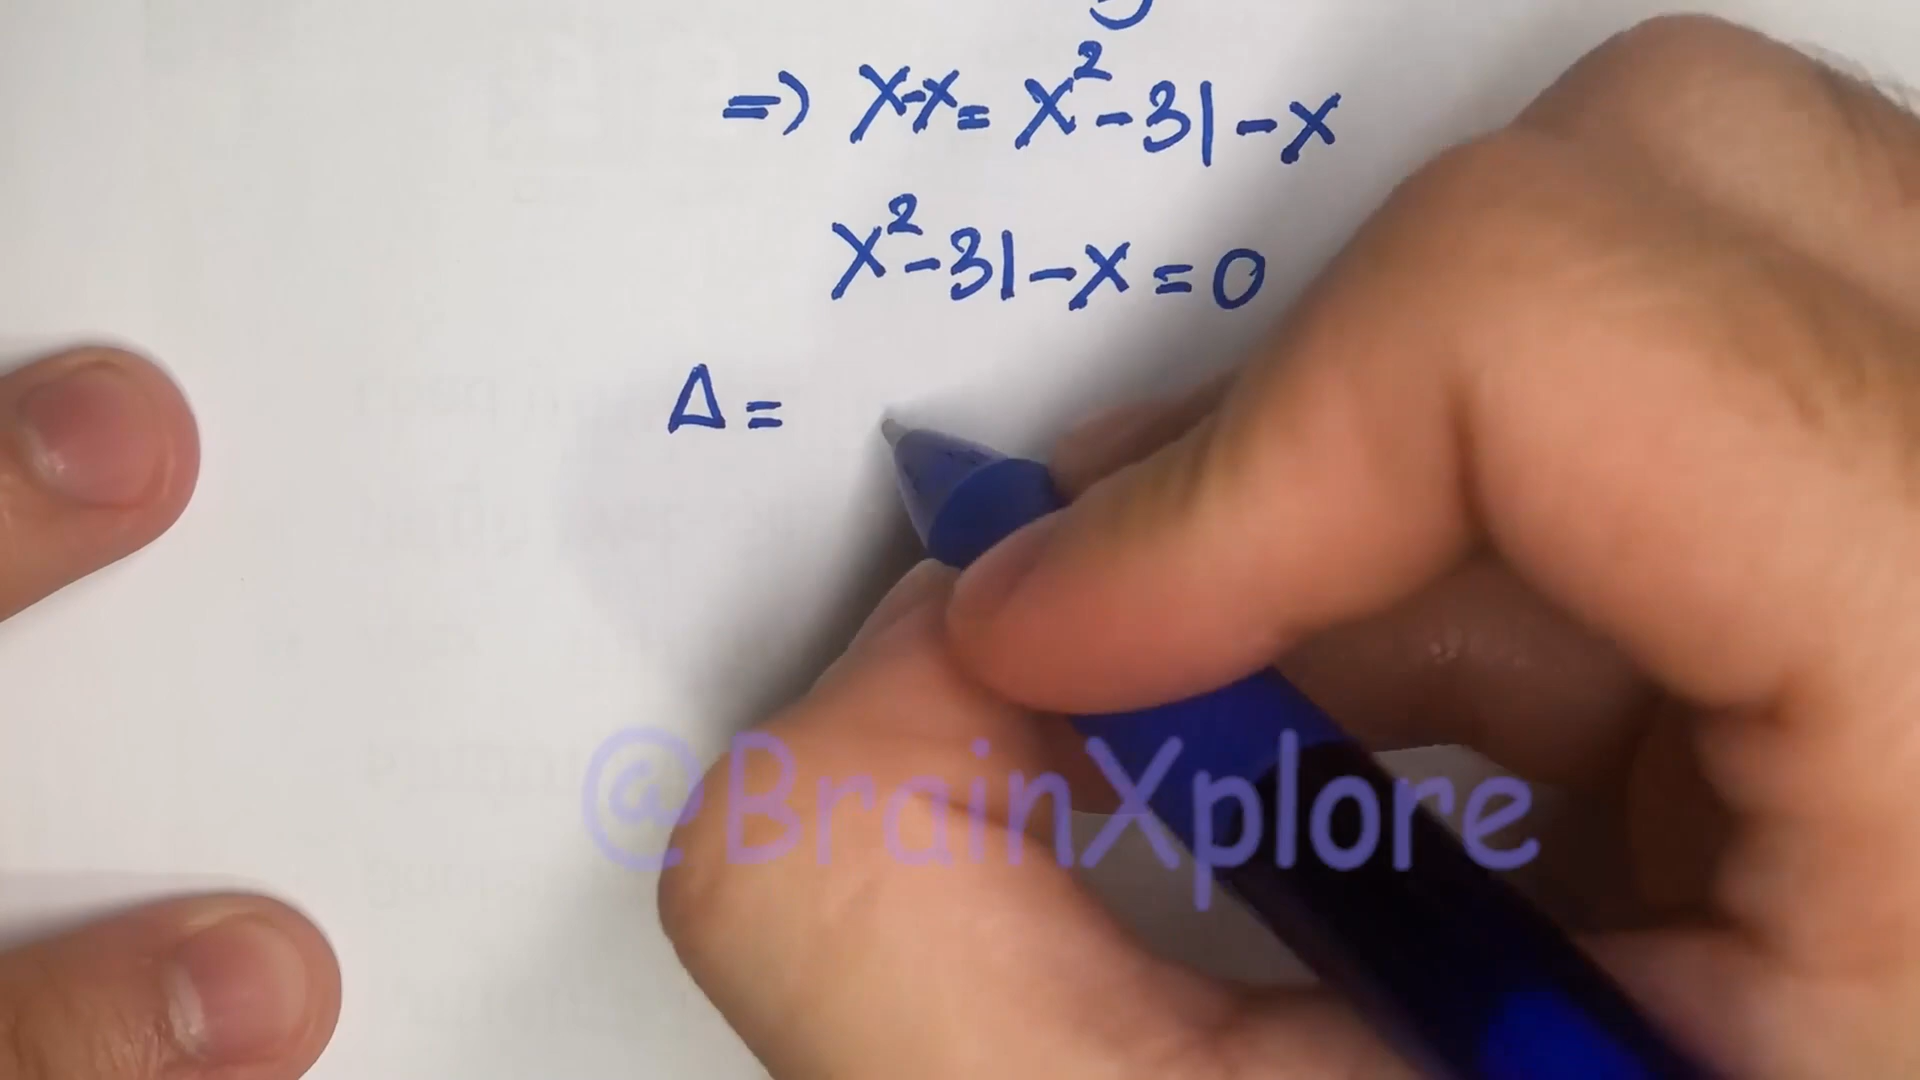 =) x-x = x²-31-x
x²-31-x=0
Δ =
@BrainXplore